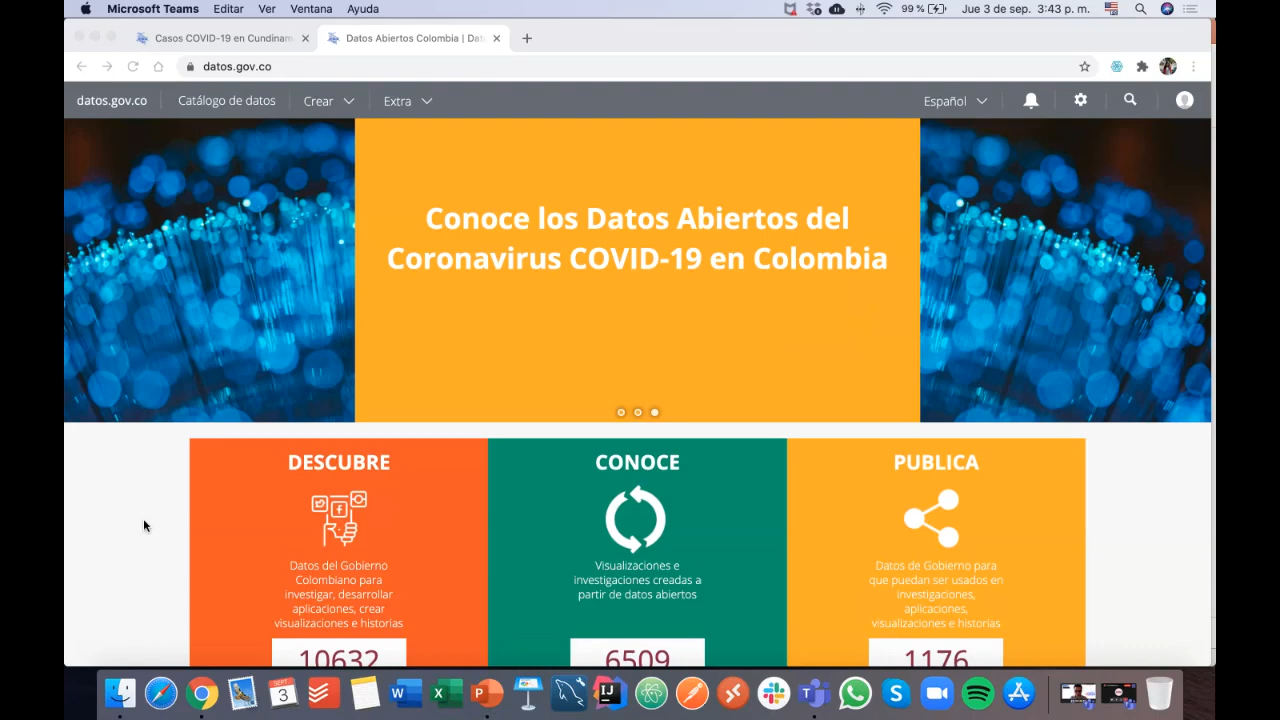 Microsoft Teams Editar Ver Ventana Ayuda 99 % Jue 3 de sep. 3:43 p. m.
Casos COVID-19 en Cundinam
Datos Abiertos Colombia | Dat
datos.gov.co
datos.gov.co Catálogo de datos Crear Extra Español
Conoce los Datos Abiertos del
Coronavirus COVID-19 en Colombia
DESCUBRE
Datos del Gobierno
Colombiano para
investigar, desarrollar
aplicaciones, crear
visualizaciones e historias
10632
CONOCE
Visualizaciones e
investigaciones creadas a
partir de datos abiertos
6509
PUBLICA
Datos de Gobierno para
que puedan ser usados en
investigaciones,
aplicaciones,
visualizaciones e historias
1176
SEPT.
3